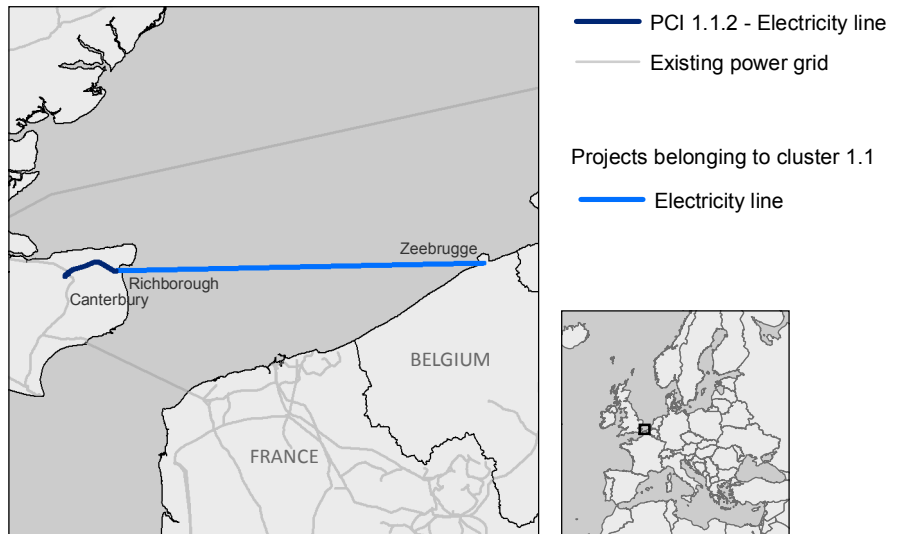 PCI 1.1.2 - Electricity line
Existing power grid
Projects belonging to cluster 1.1
Electricity line
Zeebrugge
Richborough
Canterbury
BELGIUM
FRANCE